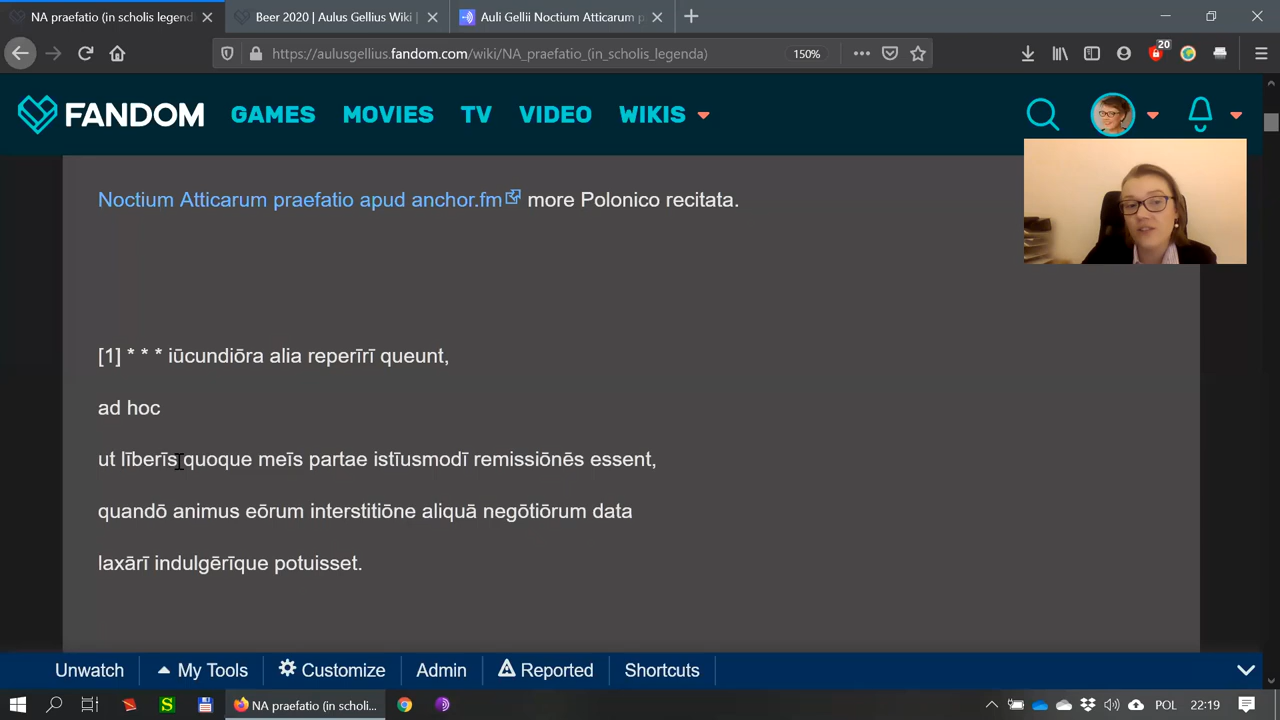 NA praefatio (in scholis legend
Beer 2020 | Aulus Gellius Wiki |
Auli Gellii Noctium Atticarum p
https://aulusgellius.fandom.com/wiki/NA_praefatio_(in_scholis_legenda)
150%
20
FANDOM
GAMES
MOVIES
TV
VIDEO
WIKIS
Noctium Atticarum praefatio apud anchor.fm more Polonico recitata.
[1] * * * iūcundiōra alia reperīrī queunt,
ad hoc
ut līberīs quoque meīs partae istīusmodī remissiōnēs essent,
quandō animus eōrum interstitiōne aliquā negōtiōrum data
laxārī indulgērīque potuisset.
Unwatch
My Tools
Customize
Admin
Reported
Shortcuts
NA praefatio (in scholi...
POL
22:19